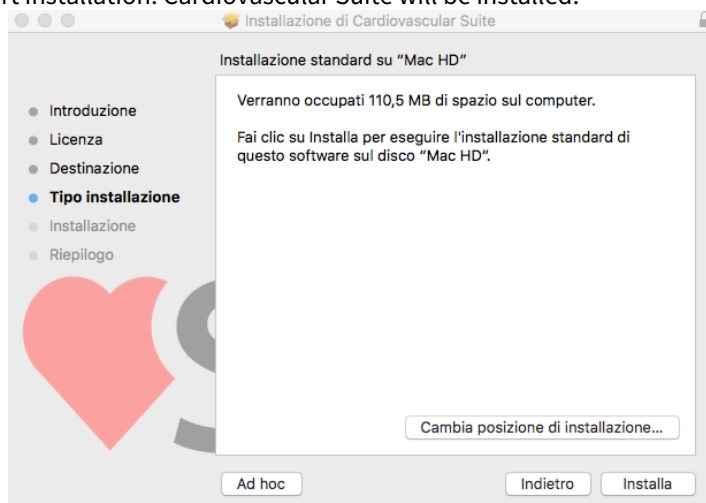 rt installation. Cardiovascular Suite will be installed.
Installazione di Cardiovascular Suite
Installazione standard su “Mac HD”
Introduzione
Licenza
Destinazione
Tipo installazione
Installazione
Riepilogo
Verranno occupati 110,5 MB di spazio sul computer.
Fai clic su Installa per eseguire l'installazione standard di
questo software sul disco “Mac HD”.
Cambia posizione di installazione...
Ad hoc
Indietro
Installa